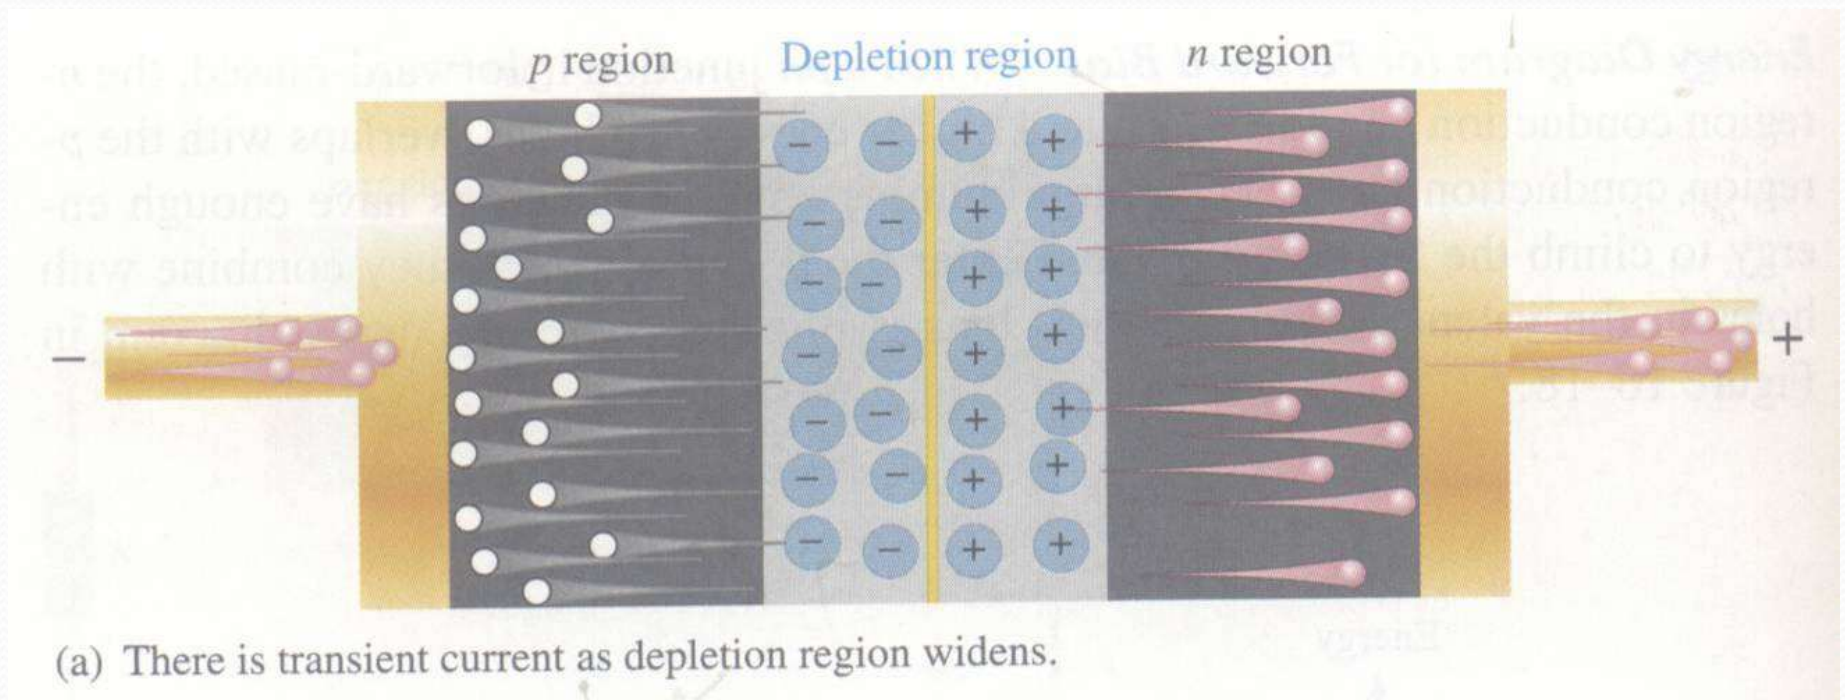 p region Depletion region n region
− +
(a) There is transient current as depletion region widens.